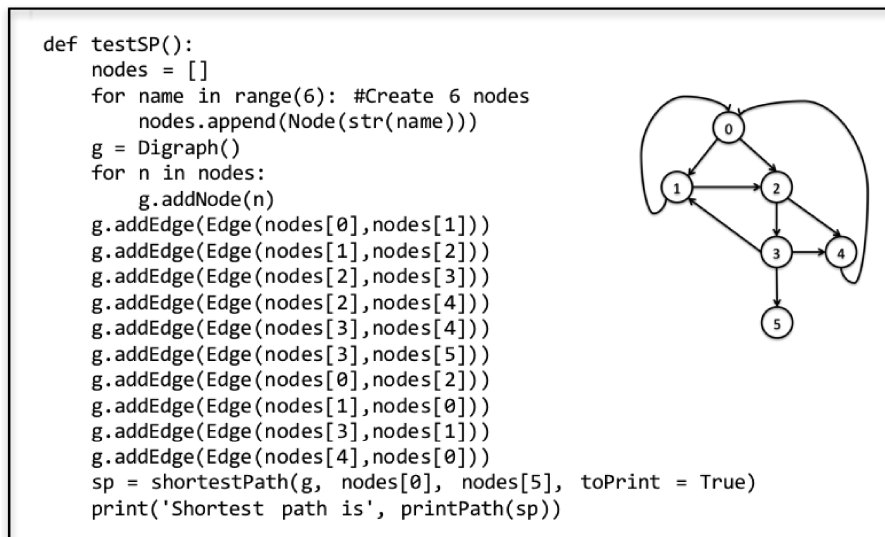 def testSP():
    nodes = []
    for name in range(6): #Create 6 nodes
        nodes.append(Node(str(name)))
    g = Digraph()
    for n in nodes:
        g.addNode(n)
    g.addEdge(Edge(nodes[0],nodes[1]))
    g.addEdge(Edge(nodes[1],nodes[2]))
    g.addEdge(Edge(nodes[2],nodes[3]))
    g.addEdge(Edge(nodes[2],nodes[4]))
    g.addEdge(Edge(nodes[3],nodes[4]))
    g.addEdge(Edge(nodes[3],nodes[5]))
    g.addEdge(Edge(nodes[0],nodes[2]))
    g.addEdge(Edge(nodes[1],nodes[0]))
    g.addEdge(Edge(nodes[3],nodes[1]))
    g.addEdge(Edge(nodes[4],nodes[0]))
    sp = shortestPath(g, nodes[0], nodes[5], toPrint = True)
    print('Shortest path is', printPath(sp))
0
1 2
3 4
5